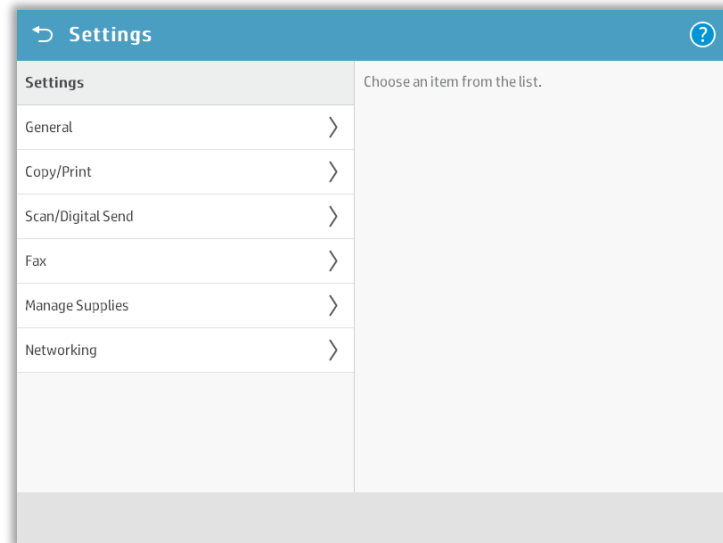 Settings
?
Settings
Choose an item from the list.
General
Copy/Print
Scan/Digital Send
Fax
Manage Supplies
Networking